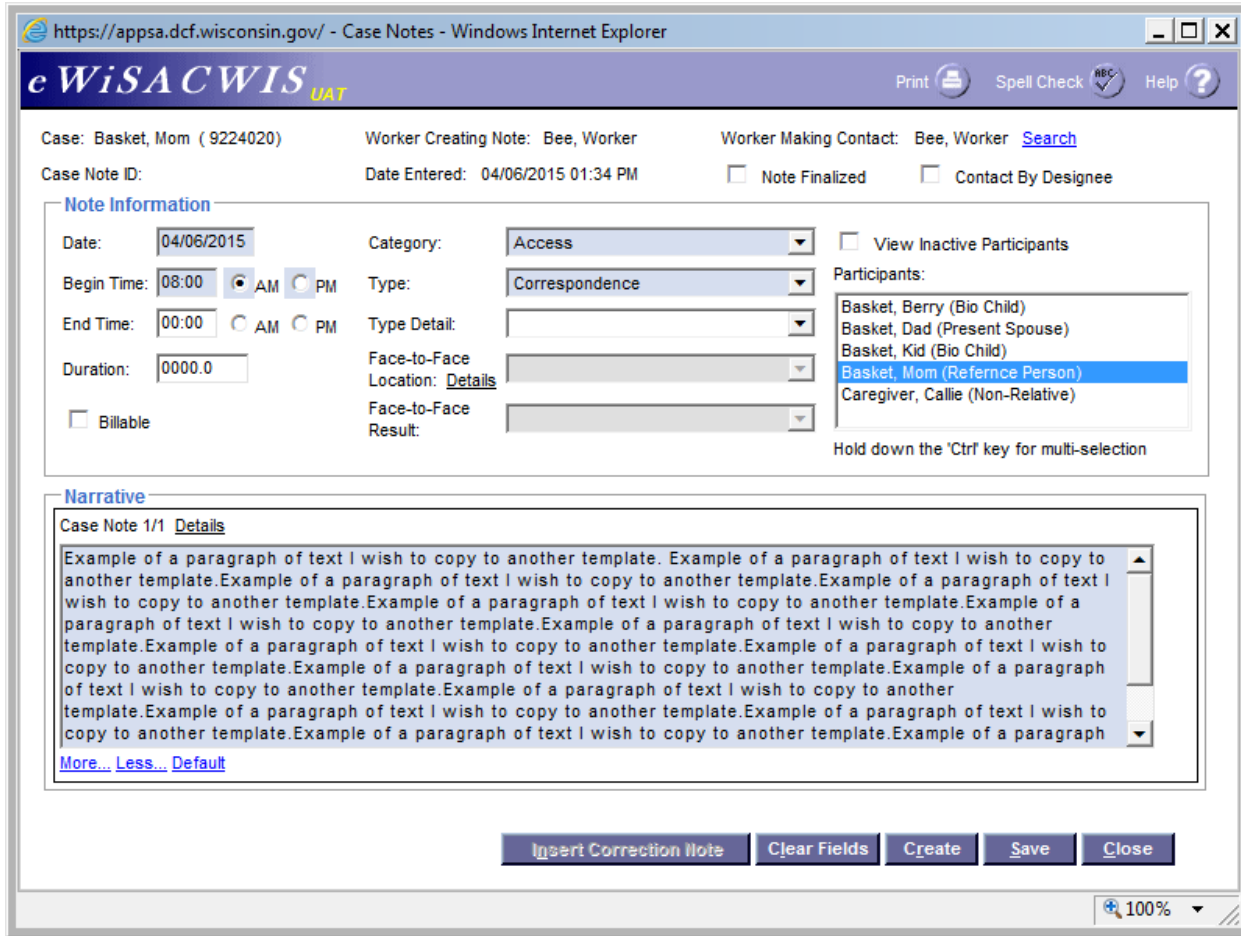 https://appsa.dcf.wisconsin.gov/ - Case Notes - Windows Internet Explorer
eWiSACWIS UAT
Print Spell Check ABC Help ?
Case: Basket, Mom ( 9224020) Worker Creating Note: Bee, Worker Worker Making Contact: Bee, Worker Search
Case Note ID: Date Entered: 04/06/2015 01:34 PM Note Finalized Contact By Designee
Note Information
Date: 04/06/2015 Category: Access View Inactive Participants
Begin Time: 08:00 AM PM Type: Correspondence Participants:
End Time: 00:00 AM PM Type Detail:
Duration: 0000.0 Face-to-Face
Location: Details
Billable Face-to-Face
Result:
Basket, Berry (Bio Child)
Basket, Dad (Present Spouse)
Basket, Kid (Bio Child)
Basket, Mom (Refernce Person)
Caregiver, Callie (Non-Relative)
Hold down the 'Ctrl' key for multi-selection
Narrative
Case Note 1/1 Details
Example of a paragraph of text I wish to copy to another template. Example of a paragraph of text I wish to copy to
another template.Example of a paragraph of text I wish to copy to another template.Example of a paragraph of text I
wish to copy to another template.Example of a paragraph of text I wish to copy to another template.Example of a
paragraph of text I wish to copy to another template.Example of a paragraph of text I wish to copy to another
template.Example of a paragraph of text I wish to copy to another template.Example of a paragraph of text I wish to
copy to another template.Example of a paragraph of text I wish to copy to another template.Example of a paragraph
of text I wish to copy to another template.Example of a paragraph of text I wish to copy to another
template.Example of a paragraph of text I wish to copy to another template.Example of a paragraph of text I wish to
copy to another template.Example of a paragraph of text I wish to copy to another template.Example of a paragraph
More... Less... Default
Insert Correction Note Clear Fields Create Save Close
100%